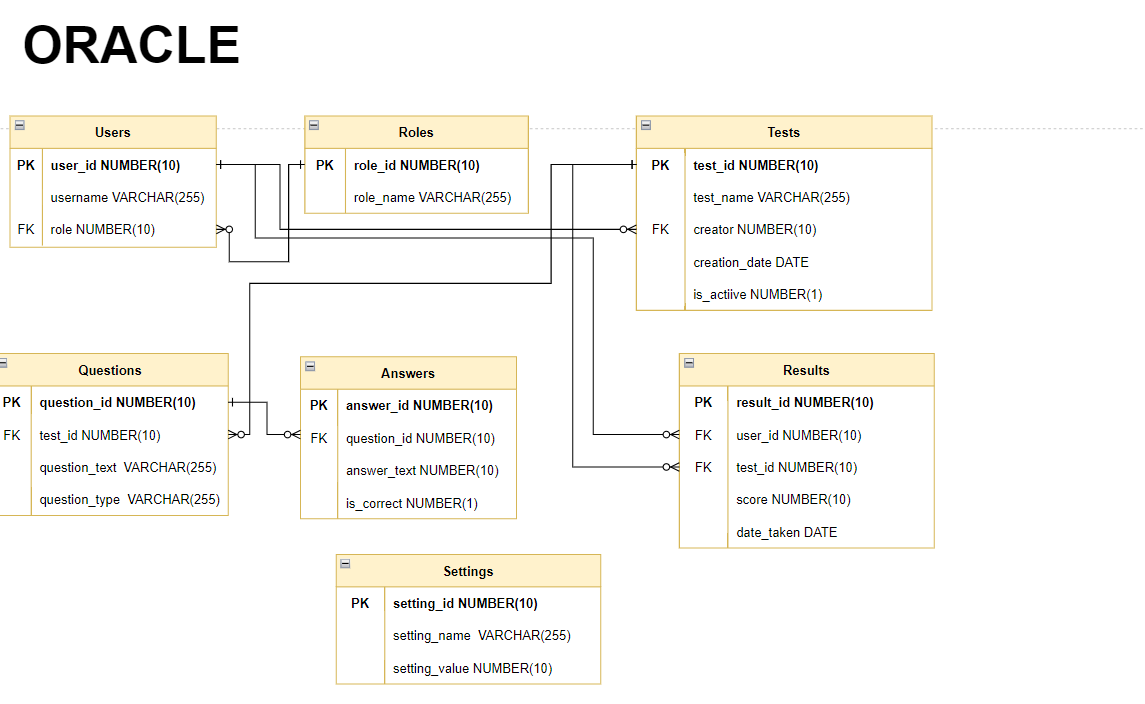 ORACLE
Users
PK user_id NUMBER(10)
username VARCHAR(255)
FK role NUMBER(10)
Roles
PK role_id NUMBER(10)
role_name VARCHAR(255)
Tests
PK test_id NUMBER(10)
test_name VARCHAR(255)
FK creator NUMBER(10)
creation_date DATE
is_actiive NUMBER(1)
Questions
PK question_id NUMBER(10)
FK test_id NUMBER(10)
question_text VARCHAR(255)
question_type VARCHAR(255)
Answers
PK answer_id NUMBER(10)
FK question_id NUMBER(10)
answer_text NUMBER(10)
is_correct NUMBER(1)
Results
PK result_id NUMBER(10)
FK user_id NUMBER(10)
FK test_id NUMBER(10)
score NUMBER(10)
date_taken DATE
Settings
PK setting_id NUMBER(10)
setting_name VARCHAR(255)
setting_value NUMBER(10)